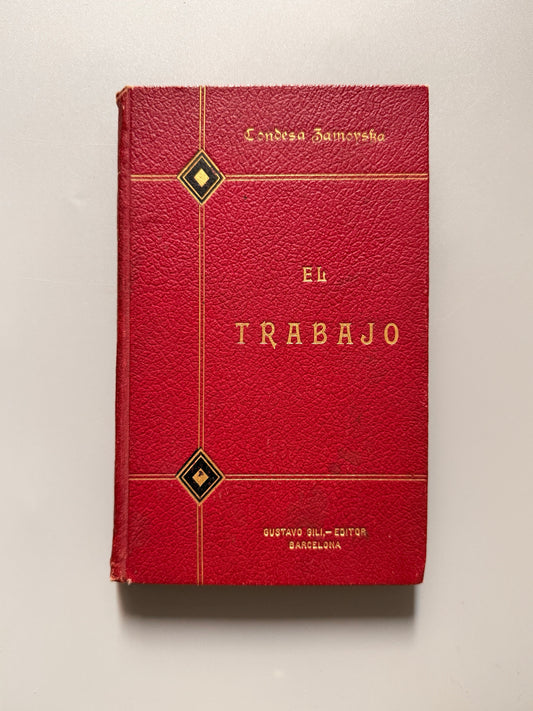 Condesa Zamoyska
EL
TRABAJO
GUSTAVO GILI,—EDITOR
BARCELONA